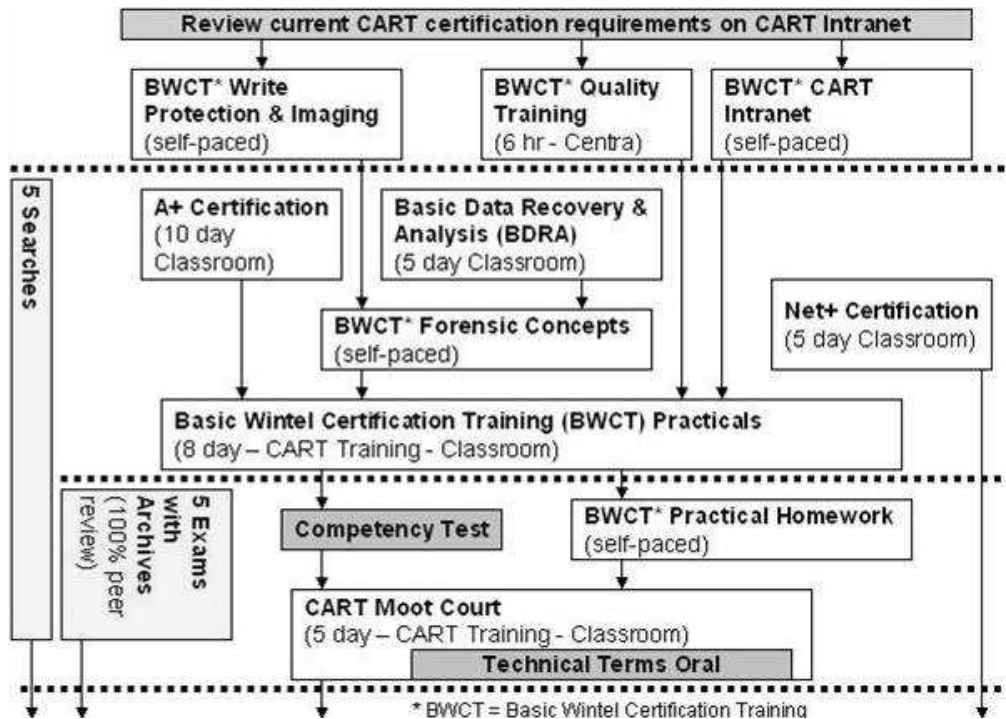 Review current CART certification requirements on CART Intranet
BWCT* Write
Protection & Imaging
(self-paced)
BWCT* Quality
Training
(6 hr - Centra)
BWCT* CART
Intranet
(self-paced)
5 Searches
A+ Certification
(10 day
Classroom)
Basic Data Recovery &
Analysis (BDRA)
(5 day Classroom)
Net+ Certification
(5 day Classroom)
BWCT* Forensic Concepts
(self-paced)
Basic Wintel Certification Training (BWCT) Practicals
(8 day – CART Training - Classroom)
5 Exams
with
Archives
(100% peer
review)
Competency Test
BWCT* Practical Homework
(self-paced)
CART Moot Court
(5 day – CART Training - Classroom)
Technical Terms Oral
* BWCT = Basic Wintel Certification Training